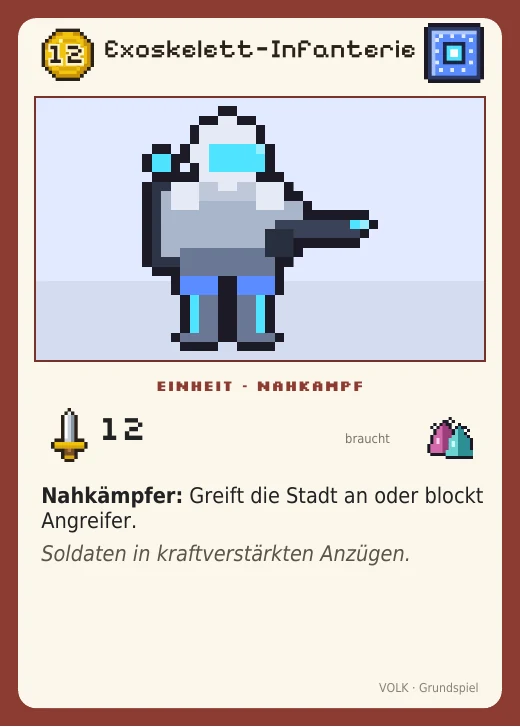 12 Exoskelett-Infanterie
EINHEIT - NAHKAMPF
12
braucht
Nahkämpfer: Greift die Stadt an oder blockt
Angreifer.
Soldaten in kraftverstärkten Anzügen.
VOLK · Grundspiel